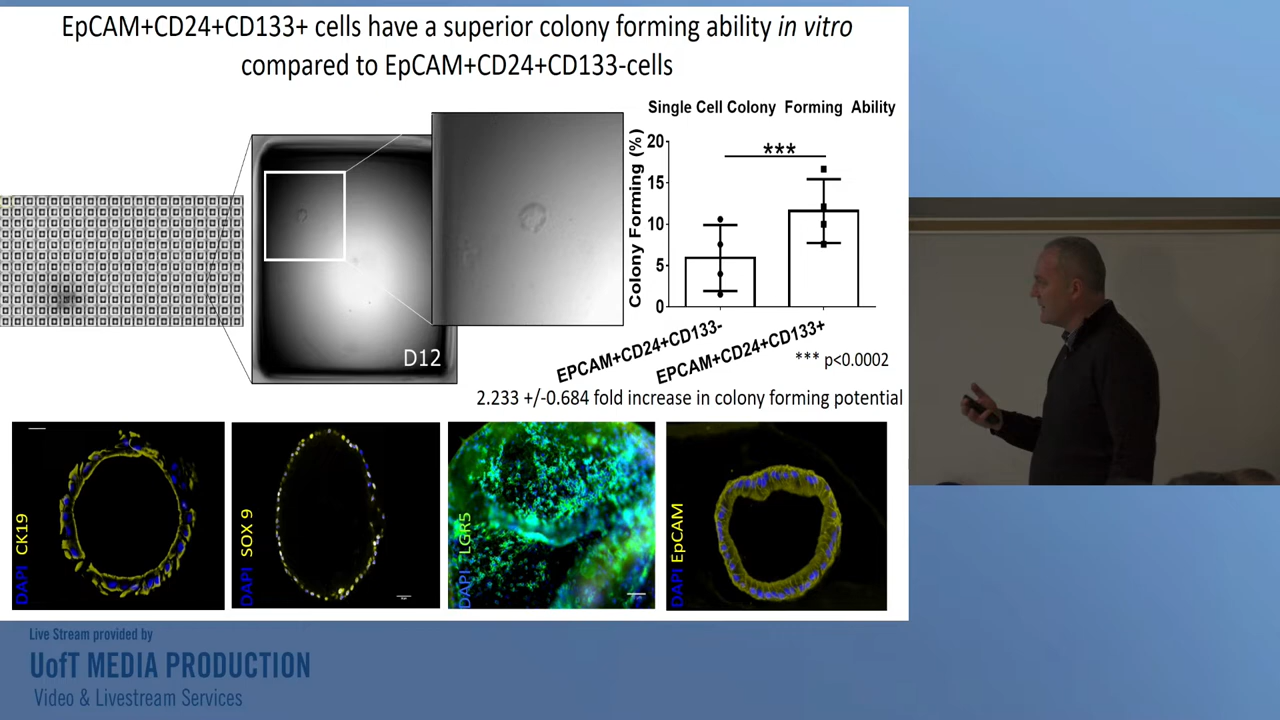 EpCAM+CD24+CD133+ cells have a superior colony forming ability in vitro
compared to EpCAM+CD24+CD133-cells
D12
Single Cell Colony Forming Ability
Colony Forming (%)
20
15
10
5
0
***
EPCAM+CD24+CD133-
EPCAM+CD24+CD133+
*** p<0.0002
2.233 +/-0.684 fold increase in colony forming potential
DAPI CK19
DAPI SOX 9
DAPI LGR5
DAPI EpCAM
Live Stream provided by
UofT MEDIA PRODUCTION
Video & Livestream Services